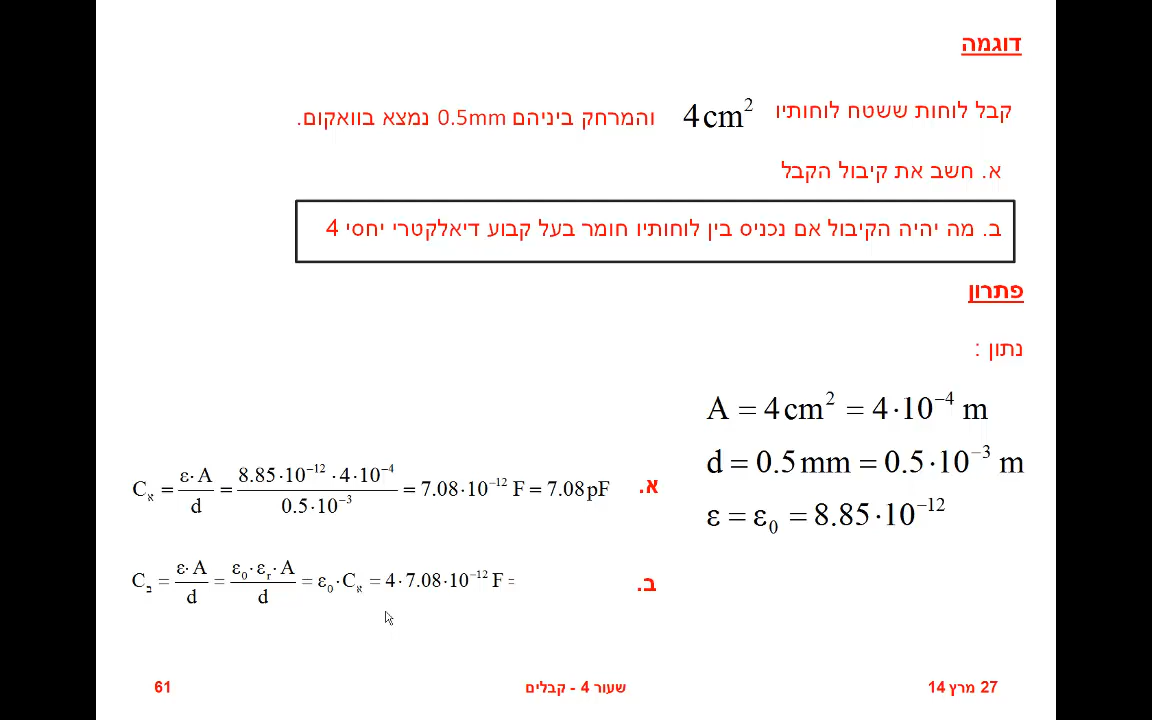 דוגמה
קבל לוחות ששטח לוחותיו 4cm² והמרחק ביניהם 0.5mm נמצא בוואקום.
א. חשב את קיבול הקבל
ב. מה יהיה הקיבול אם נכניס בין לוחותיו חומר בעל קבוע דיאלקטרי יחסי 4
פתרון
נתון :
A = 4cm² = 4·10⁻⁴ m
d = 0.5mm = 0.5·10⁻³ m
ε = ε₀ = 8.85·10⁻¹²
א. C_א = (ε·A)/d = (8.85·10⁻¹²·4·10⁻⁴)/(0.5·10⁻³) = 7.08·10⁻¹² F = 7.08pF
ב. C_ב = (ε·A)/d = (ε₀·εᵣ·A)/d = ε₀·C_א = 4·7.08·10⁻¹² F =
27 מרץ 14
שעור 4 - קבלים
61